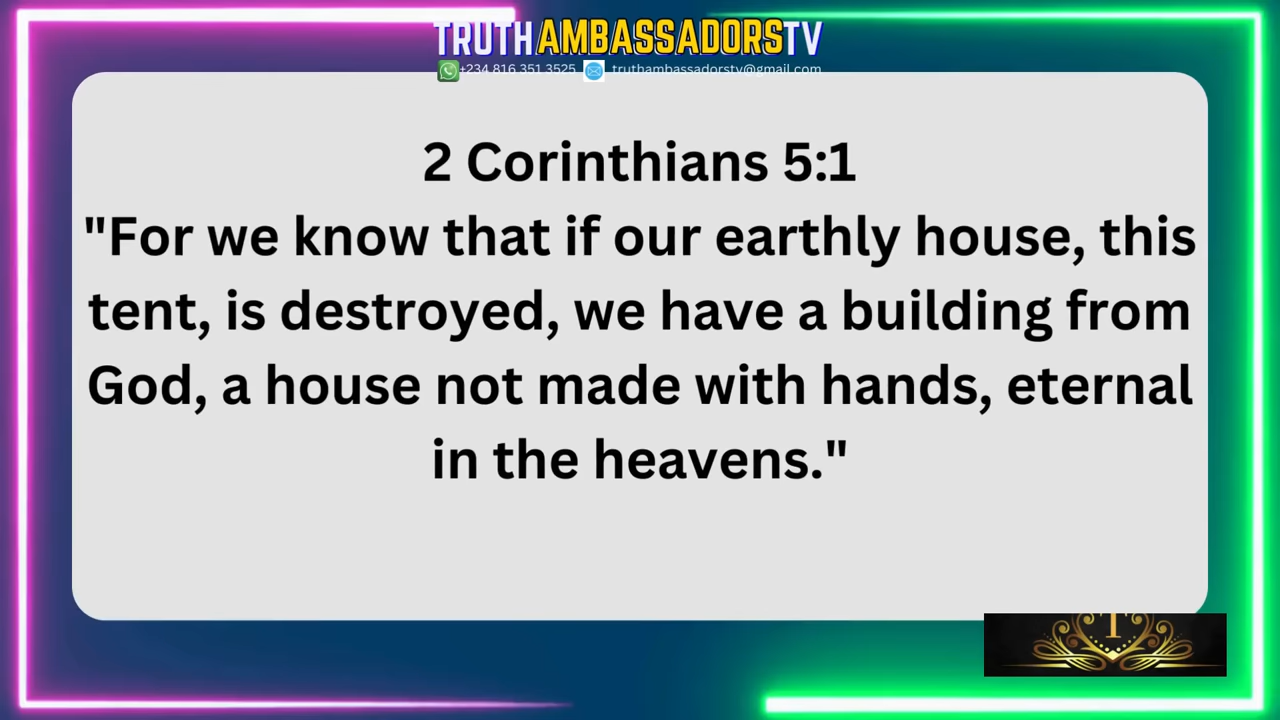 TRUTHAMBASSADORSTV
+234 816 351 3525 truthambassadorstv@gmail.com
2 Corinthians 5:1
"For we know that if our earthly house, this
tent, is destroyed, we have a building from
God, a house not made with hands, eternal
in the heavens."
T